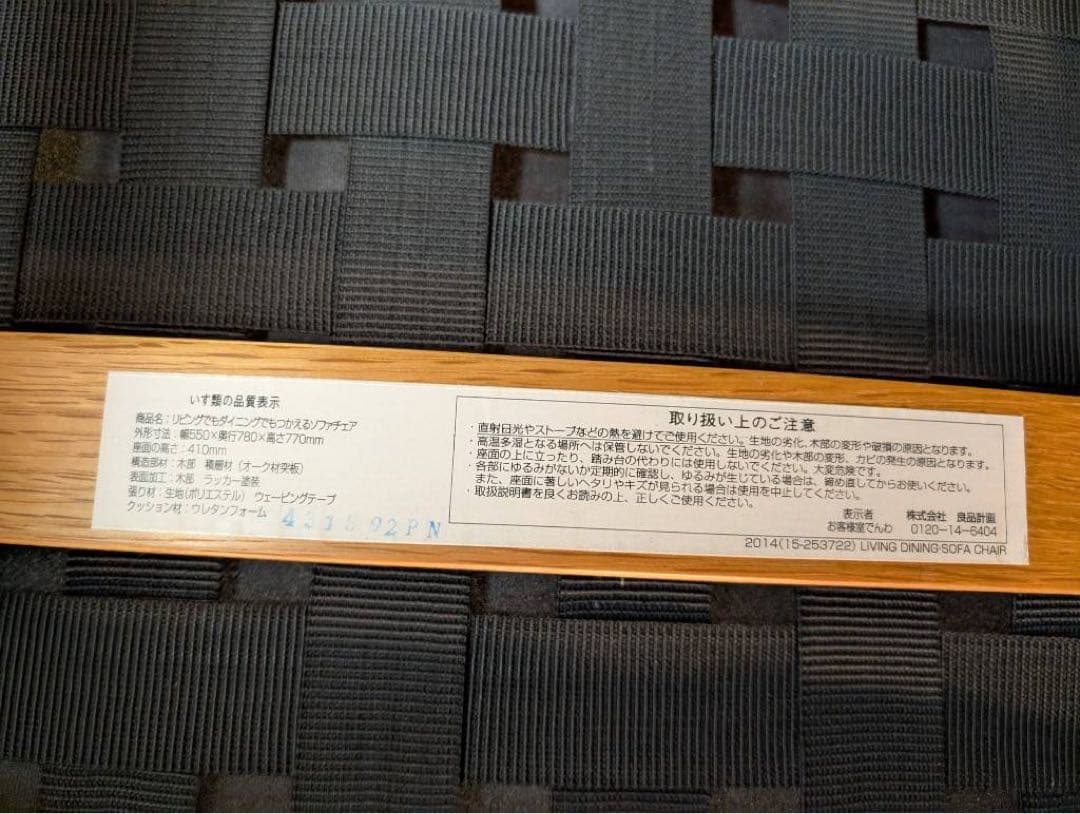 いす類の品質表示
商品名：リビングでもダイニングでもつかえるソファチェア
外形寸法：幅550×奥行780×高さ770mm
座面の高さ：410mm
構造部材：木部 積層材（オーク材突板）
表面加工：木部 ラッカー塗装
張り材：生地（ポリエステル） ウェービングテープ
クッション材：ウレタンフォーム
取り扱い上のご注意
・直射日光やストーブなどの熱を避けてご使用ください。生地の劣化、木部の変形や破損の原因となります。
・高温多湿となる場所へは保管しないでください。生地の劣化や木部の変形、カビの発生の原因となります。
・座面の上に立ったり、踏み台の代わりには使用しないでください。大変危険です。
・各部にゆるみがないか定期的に確認し、ゆるみが生じている場合は、締め直してからお使いください。
また、座面に著しいヘタリやキズが見られる場合は使用を中止してください。
・取扱説明書を良くお読みの上、正しくご使用ください。
表示者 株式会社 良品計画
お客様室でんわ 0120-14-6404
2014(15-253722) LIVING DINING·SOFA CHAIR